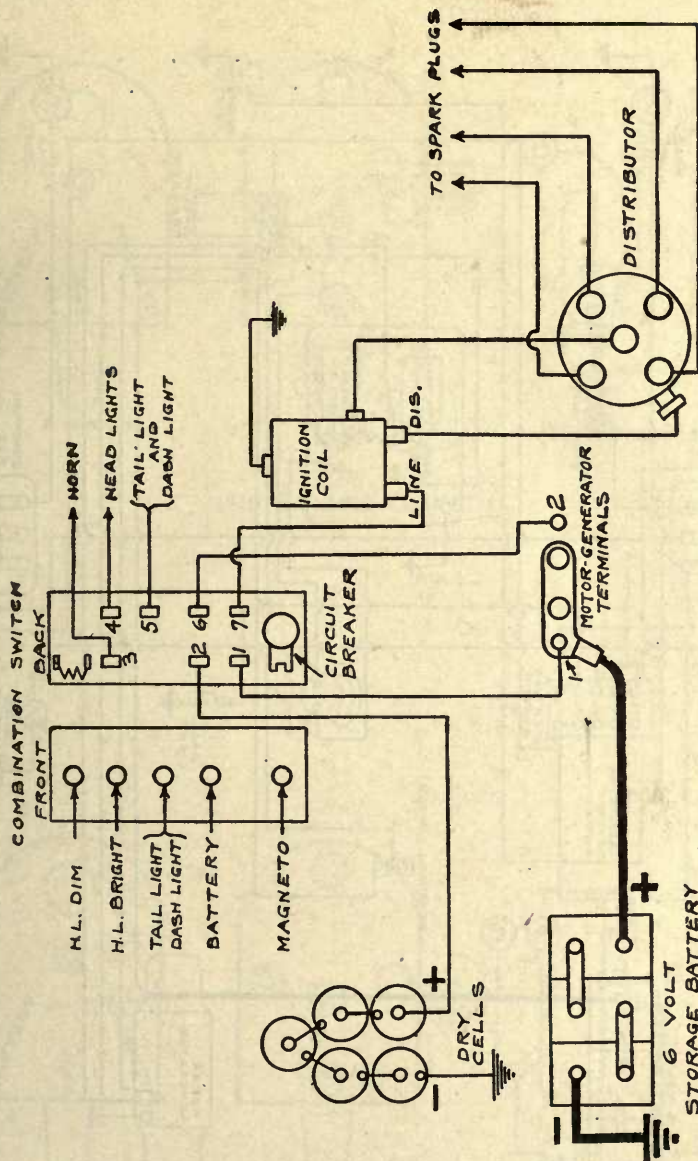 COMBINATION SWITCH
FRONT
BACK
H.L. DIM
H.L. BRIGHT
TAIL LIGHT
DASH LIGHT
BATTERY
MAGNETO
3
4
5
2
6
1
7
CIRCUIT
BREAKER
HORN
HEAD LIGHTS
TAIL LIGHT
AND
DASH LIGHT
IGNITION
COIL
LINE
DIS.
TO SPARK PLUGS
DISTRIBUTOR
1
2
MOTOR-GENERATOR
TERMINALS
+
-
DRY
CELLS
-
+
6 VOLT
STORAGE BATTERY